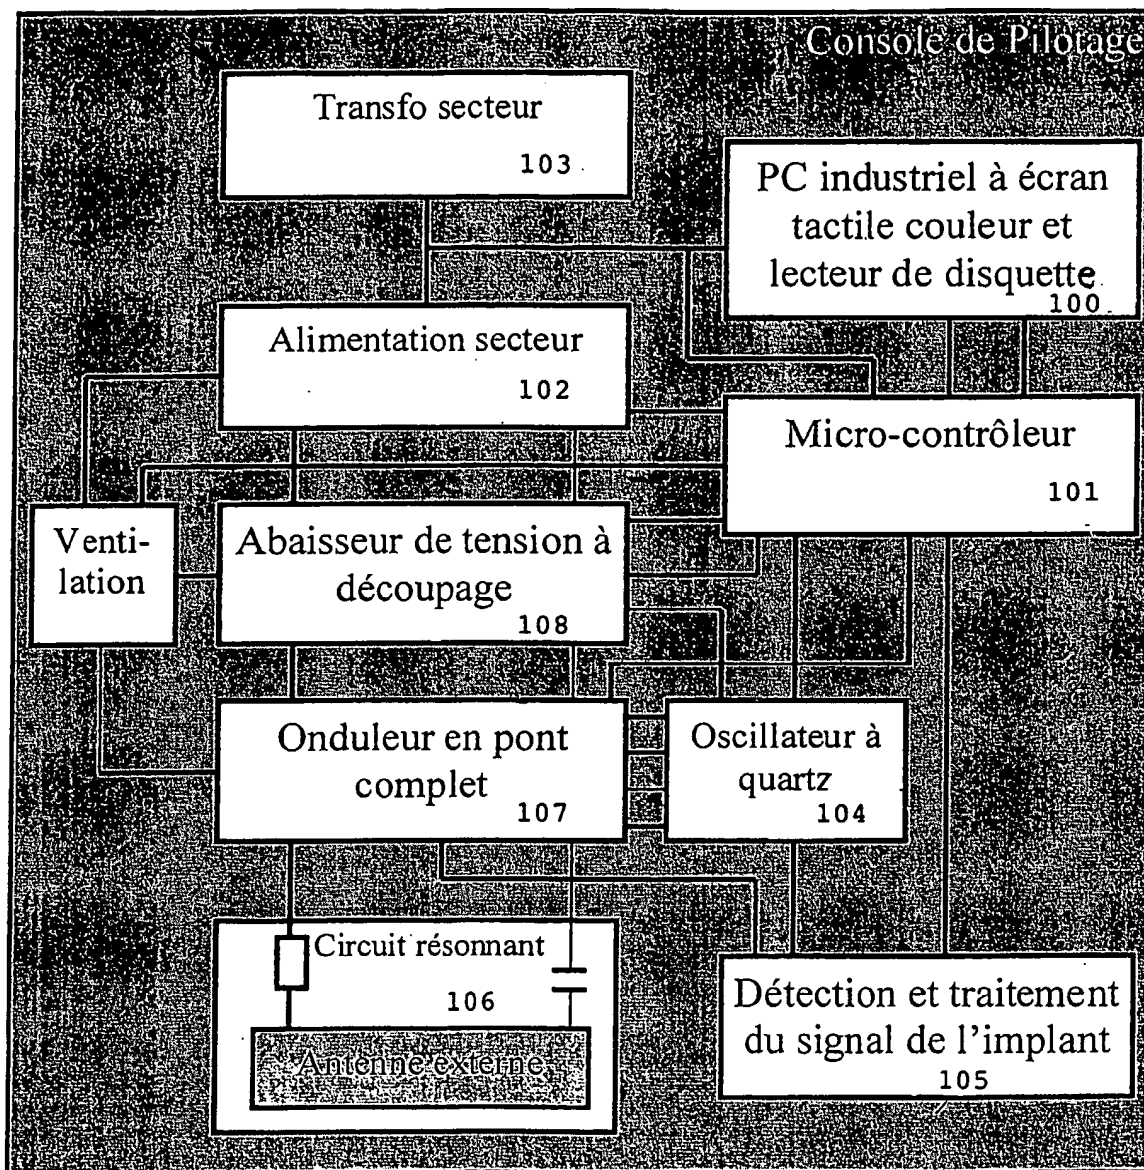 Console de Pilotage
Transfo secteur
103
PC industriel à écran
tactile couleur et
lecteur de disquette
100
Alimentation secteur
102
Micro-contrôleur
101
Venti-
lation
Abaisseur de tension à
découpage
108
Onduleur en pont
complet
107
Oscillateur à
quartz
104
Circuit résonnant
106
Antenne externe
Détection et traitement
du signal de l'implant
105